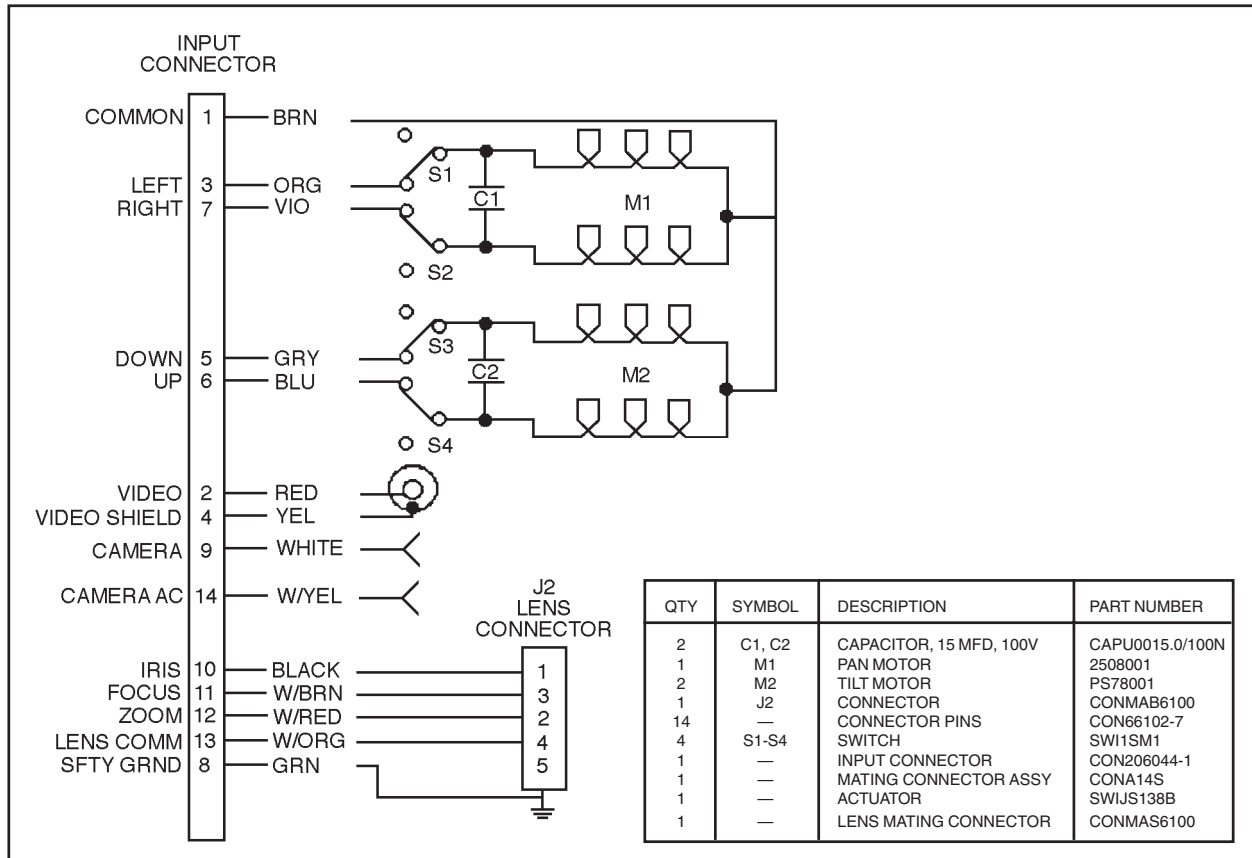 INPUT
CONNECTOR
COMMON 1 BRN
S1
LEFT 3 ORG
C1
M1
RIGHT 7 VIO
S2
S3
DOWN 5 GRY
C2
M2
UP 6 BLU
S4
VIDEO 2 RED
VIDEO SHIELD 4 YEL
CAMERA 9 WHITE
CAMERA AC 14 W/YEL
J2
LENS
CONNECTOR
IRIS 10 BLACK 1
FOCUS 11 W/BRN 3
ZOOM 12 W/RED 2
LENS COMM 13 W/ORG 4
SFTY GRND 8 GRN 5
QTY SYMBOL DESCRIPTION PART NUMBER
2 C1, C2 CAPACITOR, 15 MFD, 100V CAPU0015.0/100N
1 M1 PAN MOTOR 2508001
2 M2 TILT MOTOR PS78001
1 J2 CONNECTOR CONMAB6100
14 — CONNECTOR PINS CON66102-7
4 S1-S4 SWITCH SWI1SM1
1 — INPUT CONNECTOR CON206044-1
1 — MATING CONNECTOR ASSY CONA14S
1 — ACTUATOR SWIJS138B
1 — LENS MATING CONNECTOR CONMAS6100